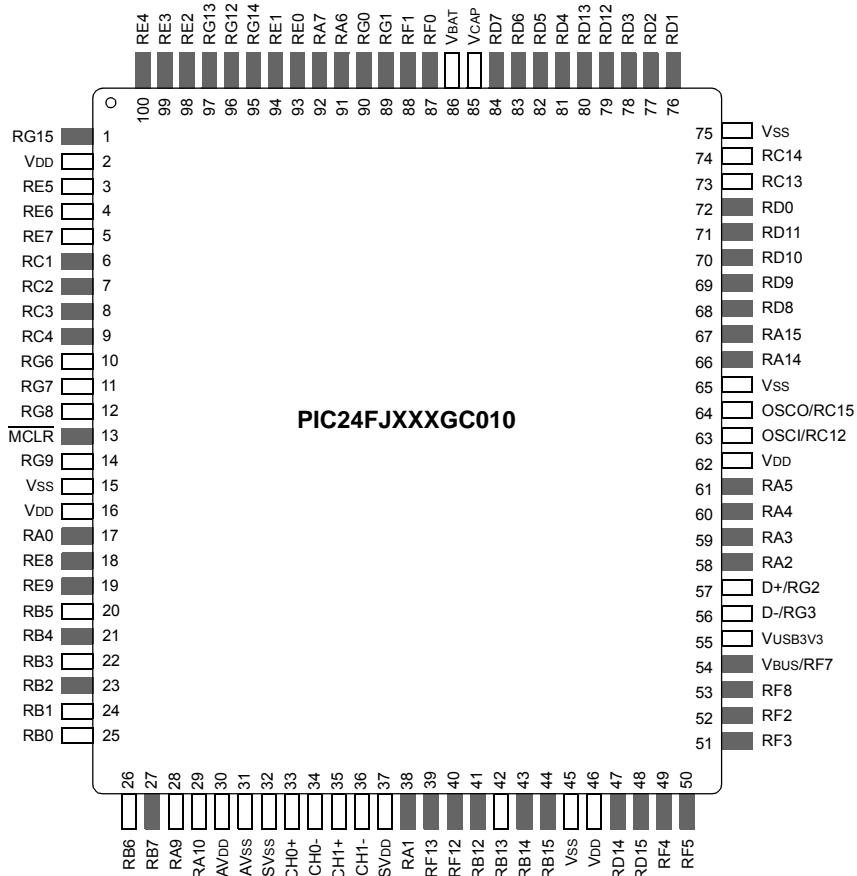 RE4
RE3
RE2
RG13
RG12
RG14
RE1
RE0
RA7
RA6
RG0
RG1
RF1
RF0
VBAT
VCAP
RD7
RD6
RD5
RD4
RD13
RD12
RD3
RD2
RD1
100
99
98
97
96
95
94
93
92
91
90
89
88
87
86
85
84
83
82
81
80
79
78
77
76
RG15 1
VDD 2
RE5 3
RE6 4
RE7 5
RC1 6
RC2 7
RC3 8
RC4 9
RG6 10
RG7 11
RG8 12
MCLR 13
RG9 14
VSS 15
VDD 16
RA0 17
RE8 18
RE9 19
RB5 20
RB4 21
RB3 22
RB2 23
RB1 24
RB0 25
PIC24FJXXXGC010
75 VSS
74 RC14
73 RC13
72 RD0
71 RD11
70 RD10
69 RD9
68 RD8
67 RA15
66 RA14
65 VSS
64 OSCO/RC15
63 OSCI/RC12
62 VDD
61 RA5
60 RA4
59 RA3
58 RA2
57 D+/RG2
56 D-/RG3
55 VUSB3V3
54 VBUS/RF7
53 RF8
52 RF2
51 RF3
26
27
28
29
30
31
32
33
34
35
36
37
38
39
40
41
42
43
44
45
46
47
48
49
50
RB6
RB7
RA9
RA10
AVDD
AVSS
SVSS
CH0+
CH0-
CH1+
CH1-
SVDD
RA1
RF13
RF12
RB12
RB13
RB14
RB15
VSS
VDD
RD14
RD15
RF4
RF5